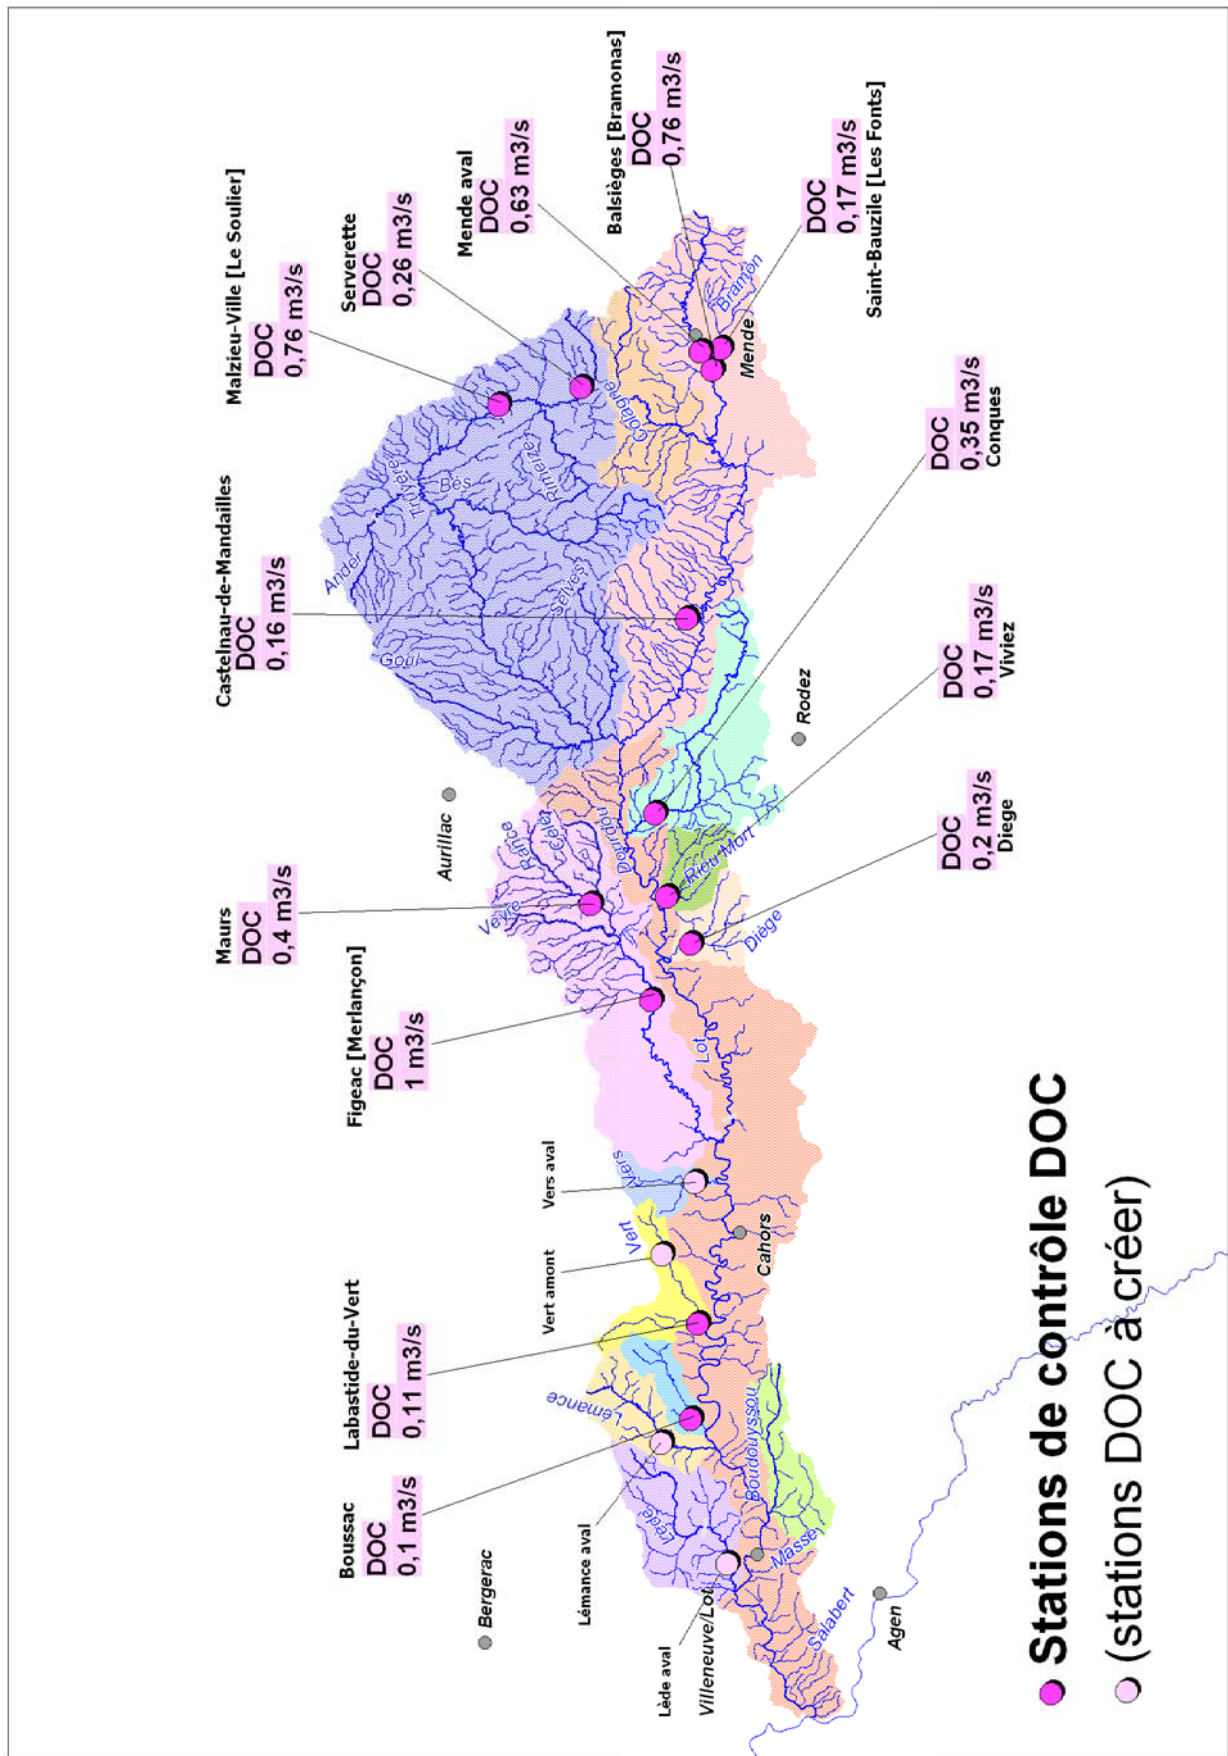 Malzieu-Ville [Le Soulier]
DOC
0,76 m3/s
Serverette
DOC
0,26 m3/s
Mende aval
DOC
0,63 m3/s
Balsièges [Bramonas]
DOC
0,76 m3/s
DOC
0,17 m3/s
Saint-Bauzile [Les Fonts]
Castelnau-de-Mandailles
DOC
0,16 m3/s
DOC
0,35 m3/s
Conques
DOC
0,17 m3/s
Viviez
DOC
0,2 m3/s
Diege
Maurs
DOC
0,4 m3/s
Figeac [Merlançon]
DOC
1 m3/s
Vers aval
Vert amont
Labastide-du-Vert
DOC
0,11 m3/s
Boussac
DOC
0,1 m3/s
Lémance aval
Lède aval
Bergerac
Villeneuve/Lot
Agen
Cahors
Aurillac
Rodez
Mende
Ander
Truyère
Bès
Rimeize
Colagne
Bramon
Selves
Goul
Dourdou
Riou Mort
Diège
Rance
Célé
Veyre
Lot
Vers
Vert
Lémance
Lède
Boudouyssou
Masse
Salabert
Stations de contrôle DOC
(stations DOC à créer)